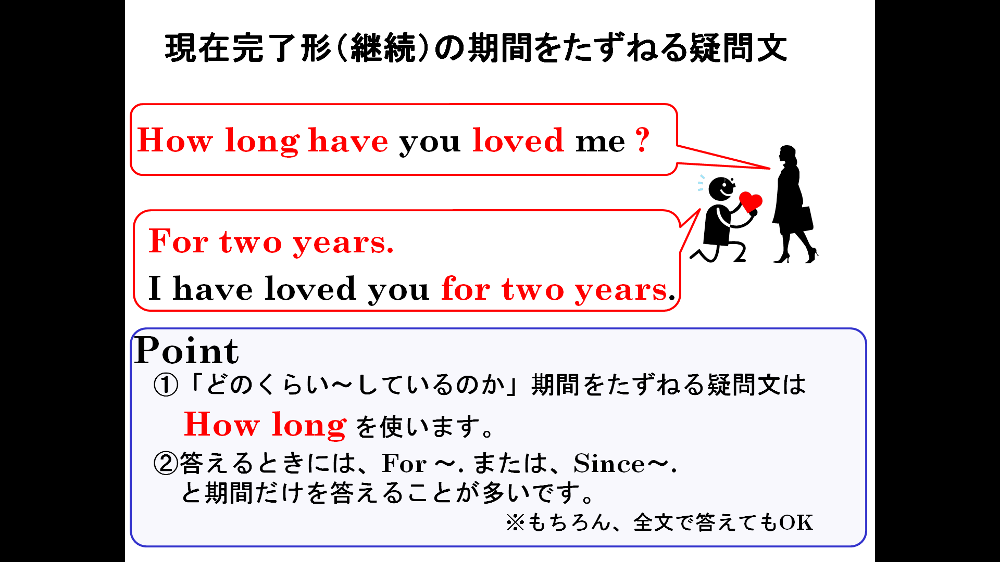 現在完了形（継続）の期間をたずねる疑問文
How long have you loved me ?
For two years.
I have loved you for two years.
Point
①「どのくらい～しているのか」期間をたずねる疑問文は
How long を使います。
②答えるときには、For ～. または、Since～.
と期間だけを答えることが多いです。
※もちろん、全文で答えてもOK